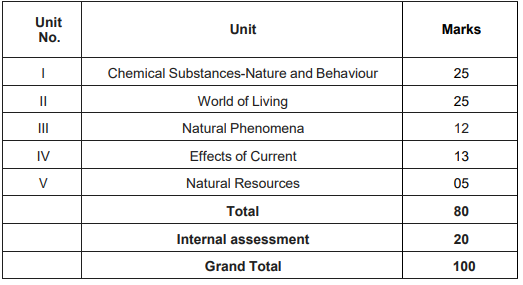 Unit No. Unit Marks
I Chemical Substances-Nature and Behaviour 25
II World of Living 25
III Natural Phenomena 12
IV Effects of Current 13
V Natural Resources 05
Total 80
Internal assessment 20
Grand Total 100